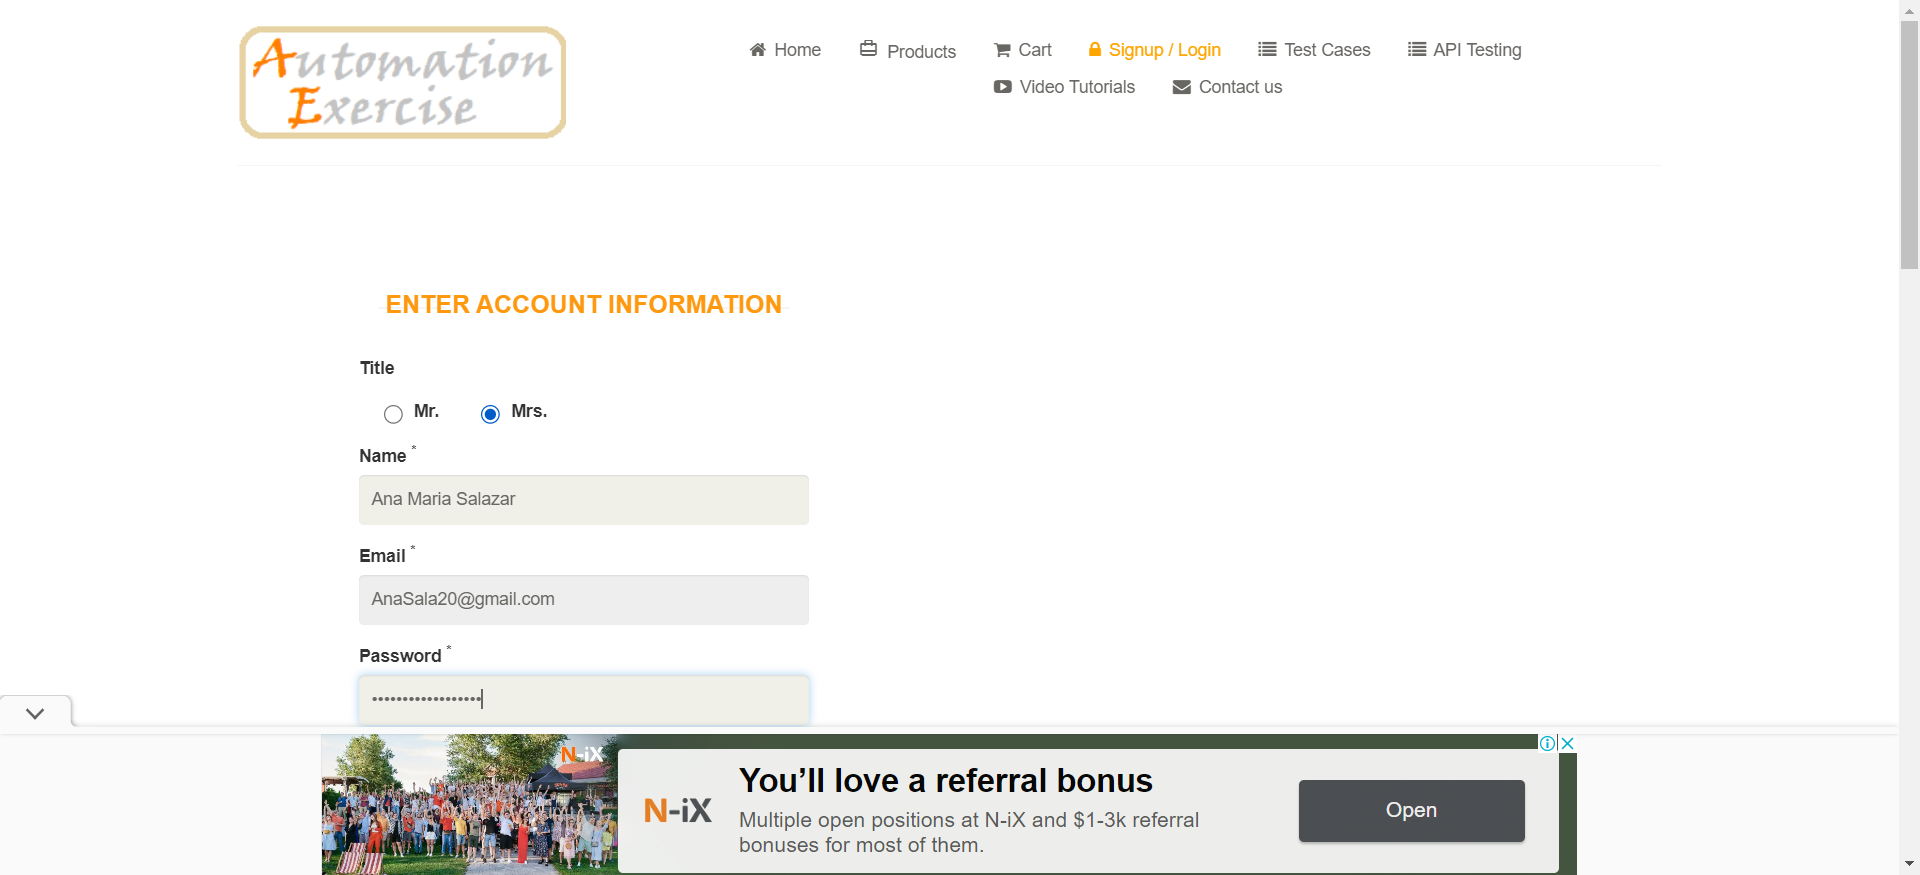 Automation
Exercise
Home
Products
Cart
Signup / Login
Test Cases
API Testing
Video Tutorials
Contact us
ENTER ACCOUNT INFORMATION
Title
Mr.
Mrs.
Name *
Ana Maria Salazar
Email *
AnaSala20@gmail.com
Password *
••••••••••••••••••
N-iX
N-iX
You’ll love a referral bonus
Multiple open positions at N-iX and $1-3k referral
bonuses for most of them.
Open